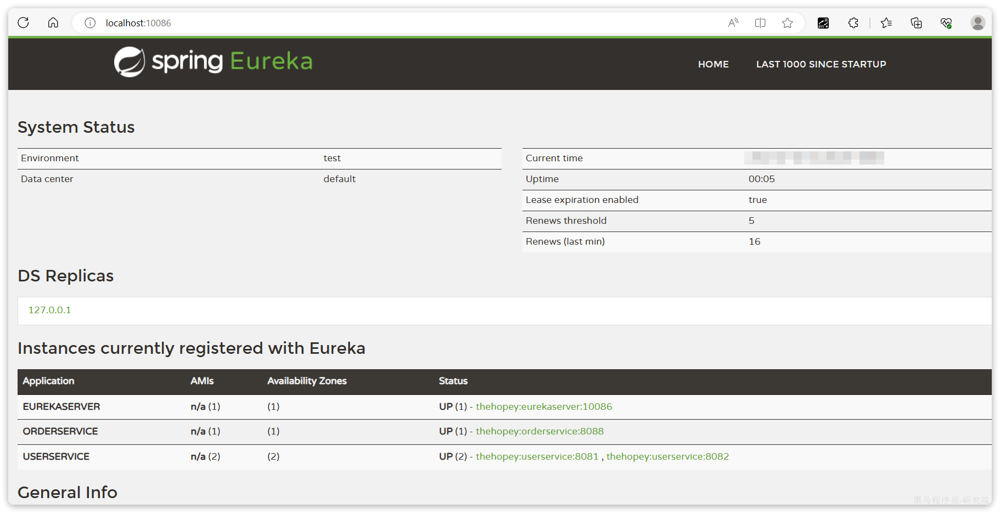 localhost:10086
spring Eureka
HOME LAST 1000 SINCE STARTUP
System Status
Environment test
Data center default
Current time
Uptime 00:05
Lease expiration enabled true
Renews threshold 5
Renews (last min) 16
DS Replicas
127.0.0.1
Instances currently registered with Eureka
Application AMIs Availability Zones Status
EUREKASERVER n/a (1) (1) UP (1) - thehopey:eurekaserver:10086
ORDERSERVICE n/a (1) (1) UP (1) - thehopey:orderservice:8088
USERSERVICE n/a (2) (2) UP (2) - thehopey:userservice:8081 , thehopey:userservice:8082
General Info
黑马程序员-研究院